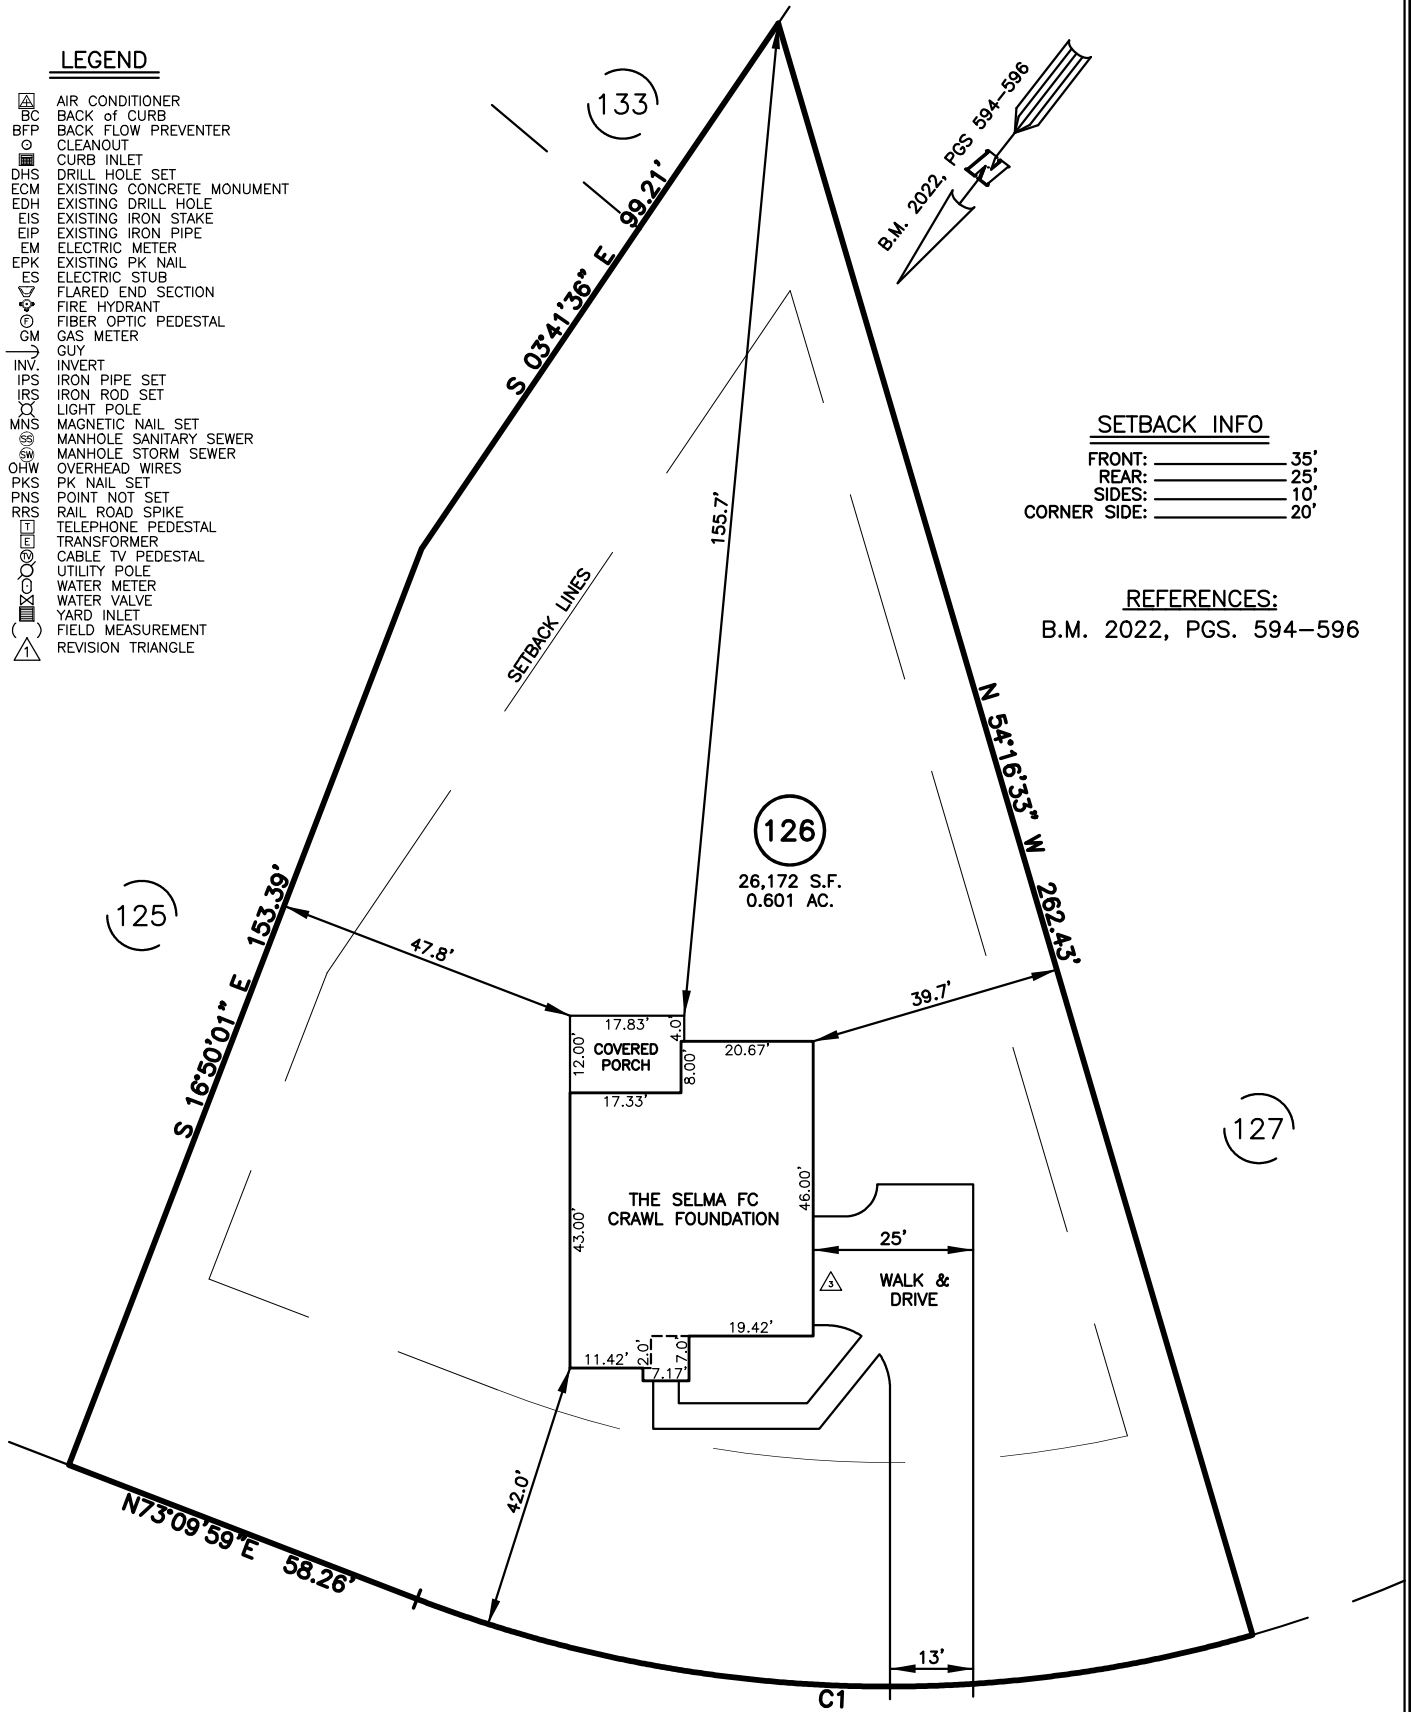 LEGEND
A AIR CONDITIONER
BC BACK of CURB
BFP BACK FLOW PREVENTER
CLEANOUT
CURB INLET
DHS DRILL HOLE SET
ECM EXISTING CONCRETE MONUMENT
EDH EXISTING DRILL HOLE
EIS EXISTING IRON STAKE
EIP EXISTING IRON PIPE
EM ELECTRIC METER
EPK EXISTING PK NAIL
ES ELECTRIC STUB
FLARED END SECTION
FIRE HYDRANT
F FIBER OPTIC PEDESTAL
GM GAS METER
GUY
INV. INVERT
IPS IRON PIPE SET
IRS IRON ROD SET
LIGHT POLE
MNS MAGNETIC NAIL SET
SS MANHOLE SANITARY SEWER
SW MANHOLE STORM SEWER
OHW OVERHEAD WIRES
PKS PK NAIL SET
PNS POINT NOT SET
RRS RAIL ROAD SPIKE
T TELEPHONE PEDESTAL
E TRANSFORMER
TV CABLE TV PEDESTAL
UTILITY POLE
WATER METER
WATER VALVE
YARD INLET
( ) FIELD MEASUREMENT
1 REVISION TRIANGLE
133
S 03°41'36" E 99.21'
B.M. 2022, PGS 594-596
N
SETBACK INFO
FRONT: 35'
REAR: 25'
SIDES: 10'
CORNER SIDE: 20'
REFERENCES:
B.M. 2022, PGS. 594-596
155.7'
SETBACK LINES
N 54°16'33" W 262.43'
126
26,172 S.F.
0.601 AC.
125
S 16°50'01" E 153.39'
47.8'
39.7'
17.83'
4.0'
12.00'
COVERED
PORCH
8.00'
20.67'
17.33'
127
THE SELMA FC
CRAWL FOUNDATION
43.00'
46.00'
25'
3
WALK &
DRIVE
19.42'
11.42'
2.0'
7.0'
7.17'
42.0'
N73°09'59"E 58.26'
13'
C1